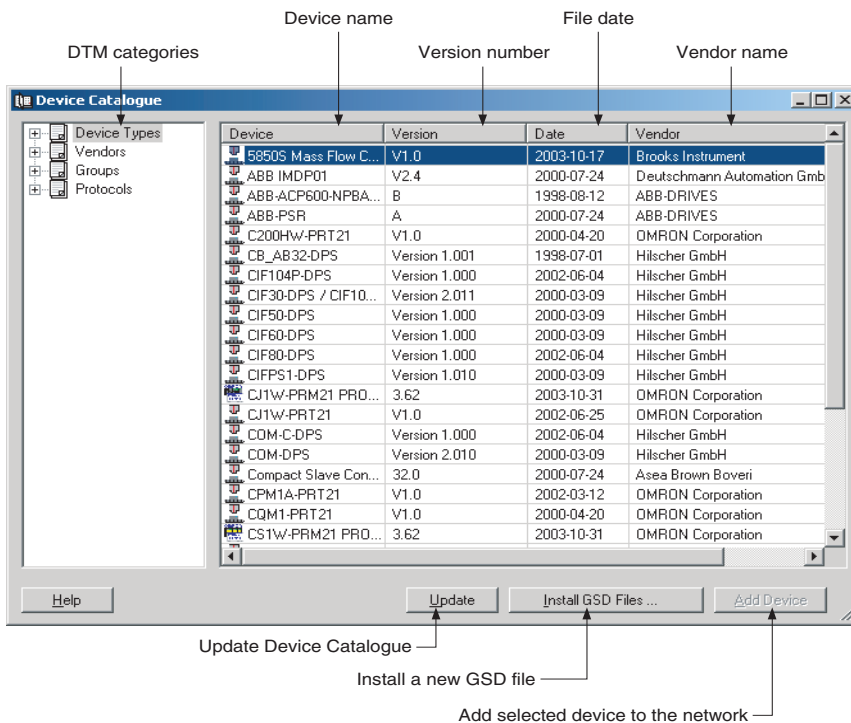 Device name
File date
DTM categories
Version number
Vendor name
Device Catalogue
Device Types
Vendors
Groups
Protocols
Device Version Date Vendor
5850S Mass Flow C... V1.0 2003-10-17 Brooks Instrument
ABB IMDP01 V2.4 2000-07-24 Deutschmann Automation Gmb
ABB-ACP600-NPBA... B 1998-08-12 ABB-DRIVES
ABB-PSR A 2000-07-24 ABB-DRIVES
C200HW-PRT21 V1.0 2000-04-20 OMRON Corporation
CB_AB32-DPS Version 1.001 1998-07-01 Hilscher GmbH
CIF104P-DPS Version 1.000 2002-06-04 Hilscher GmbH
CIF30-DPS / CIF10... Version 2.011 2000-03-09 Hilscher GmbH
CIF50-DPS Version 1.000 2000-03-09 Hilscher GmbH
CIF60-DPS Version 1.000 2000-03-09 Hilscher GmbH
CIF80-DPS Version 1.000 2002-06-04 Hilscher GmbH
CIFPS1-DPS Version 1.010 2000-03-09 Hilscher GmbH
CJ1W-PRM21 PRO... 3.62 2003-10-31 OMRON Corporation
CJ1W-PRT21 V1.0 2002-06-25 OMRON Corporation
COM-C-DPS Version 1.000 2002-06-04 Hilscher GmbH
COM-DPS Version 2.010 2000-03-09 Hilscher GmbH
Compact Slave Con... 32.0 2000-07-24 Asea Brown Boveri
CPM1A-PRT21 V1.0 2002-03-12 OMRON Corporation
CQM1-PRT21 V1.0 2000-04-20 OMRON Corporation
CS1W-PRM21 PRO... 3.62 2003-10-31 OMRON Corporation
Help
Update
Install GSD Files ...
Add Device
Update Device Catalogue
Install a new GSD file
Add selected device to the network